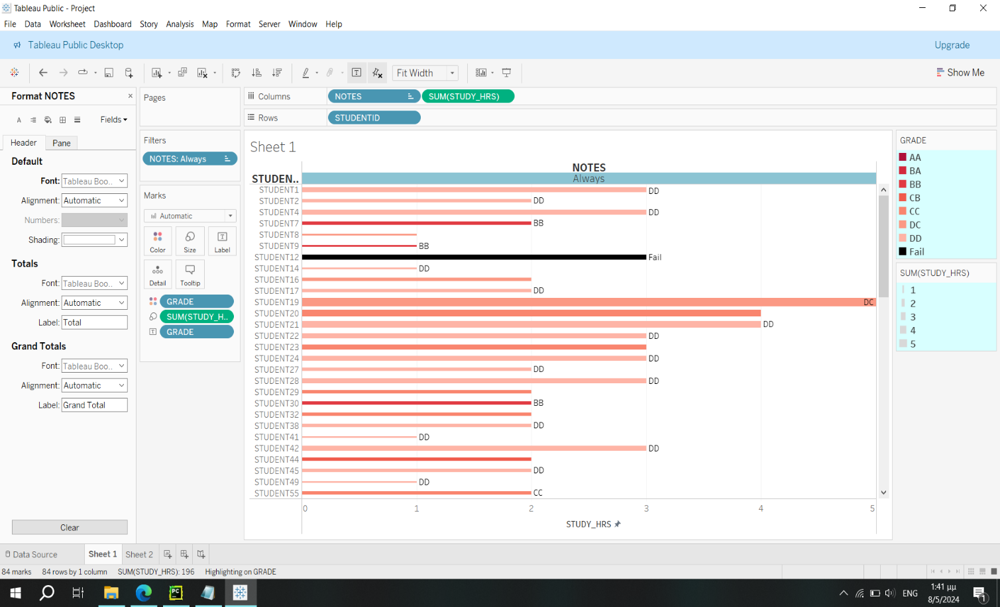 Tableau Public - Project
File Data Worksheet Dashboard Story Analysis Map Format Server Window Help
Tableau Public Desktop
Upgrade
Fit Width
Show Me
Format NOTES
Fields
Header
Pane
Default
Font: Tableau Boo..
Alignment: Automatic
Numbers:
Shading:
Totals
Font: Tableau Boo..
Alignment: Automatic
Label: Total
Grand Totals
Font: Tableau Boo..
Alignment: Automatic
Label: Grand Total
Clear
Pages
Filters
NOTES: Always
Marks
Automatic
Color
Size
Label
Detail
Tooltip
GRADE
SUM(STUDY_H..
GRADE
Columns
NOTES
SUM(STUDY_HRS)
Rows
STUDENTID
Sheet 1
NOTES
STUDEN..
Always
STUDENT1 DD
STUDENT2 DD
STUDENT4 DD
STUDENT7 BB
STUDENT8
STUDENT9 BB
STUDENT12 Fail
STUDENT14 DD
STUDENT16
STUDENT17 DD
STUDENT19 DC
STUDENT20
STUDENT21 DD
STUDENT22 DD
STUDENT23
STUDENT24 DD
STUDENT27 DD
STUDENT28 DD
STUDENT29
STUDENT30 BB
STUDENT32
STUDENT38 DD
STUDENT41 DD
STUDENT42 DD
STUDENT44
STUDENT45 DD
STUDENT49 DD
STUDENT55 CC
0 1 2 3 4 5
STUDY_HRS
GRADE
AA
BA
BB
CB
CC
DC
DD
Fail
SUM(STUDY_HRS)
1
2
3
4
5
Data Source
Sheet 1
Sheet 2
84 marks 84 rows by 1 column SUM(STUDY_HRS): 196 Highlighting on GRADE
PC
ENG
1:41 μμ
8/5/2024
1